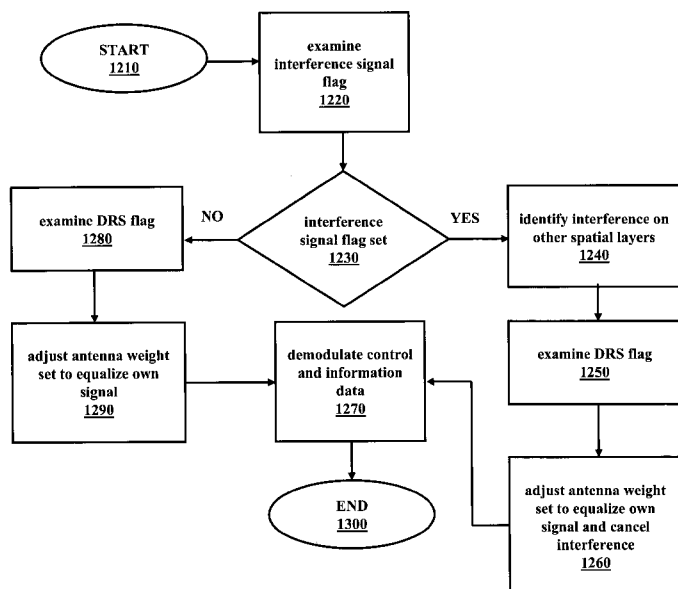 START
1210
examine
interference signal
flag
1220
interference
signal flag set
1230
NO
YES
examine DRS flag
1280
identify interference on
other spatial layers
1240
adjust antenna weight
set to equalize own
signal
1290
demodulate control
and information
data
1270
examine DRS flag
1250
END
1300
adjust antenna weight
set to equalize own
signal and cancel
interference
1260